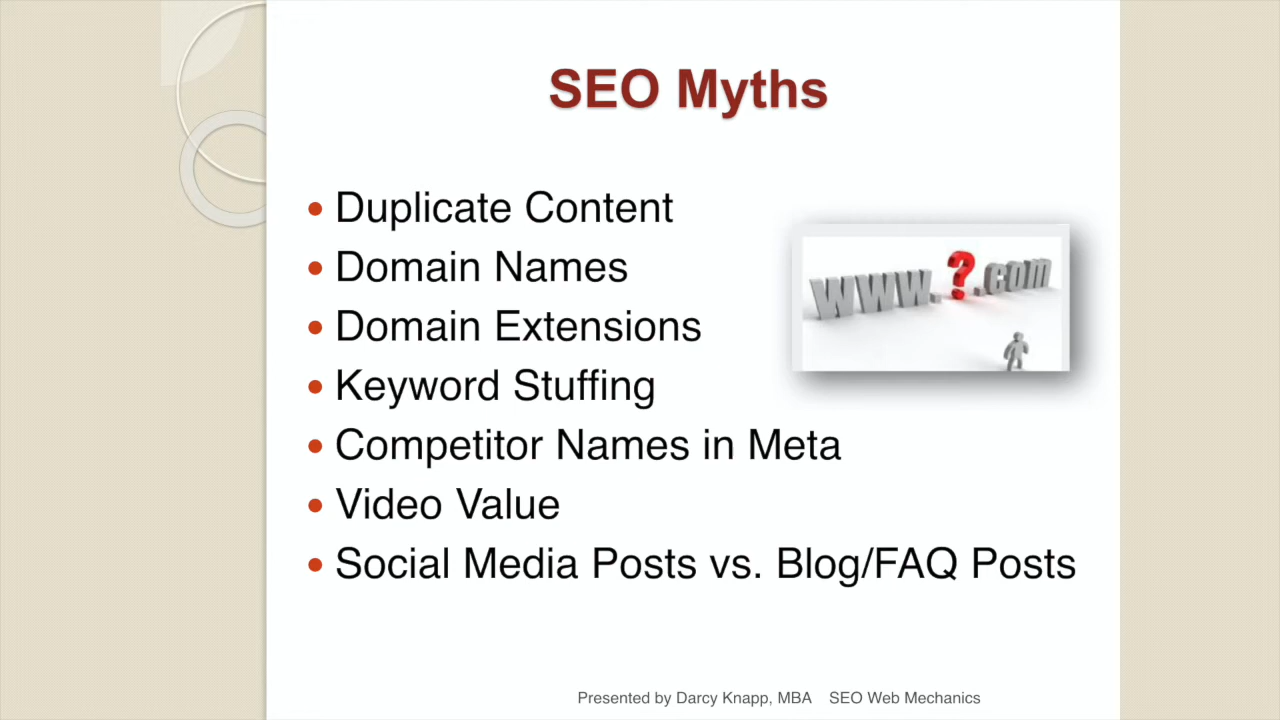 SEO Myths
• Duplicate Content
• Domain Names
• Domain Extensions
• Keyword Stuffing
• Competitor Names in Meta
• Video Value
• Social Media Posts vs. Blog/FAQ Posts
www.?.com
Presented by Darcy Knapp, MBA SEO Web Mechanics